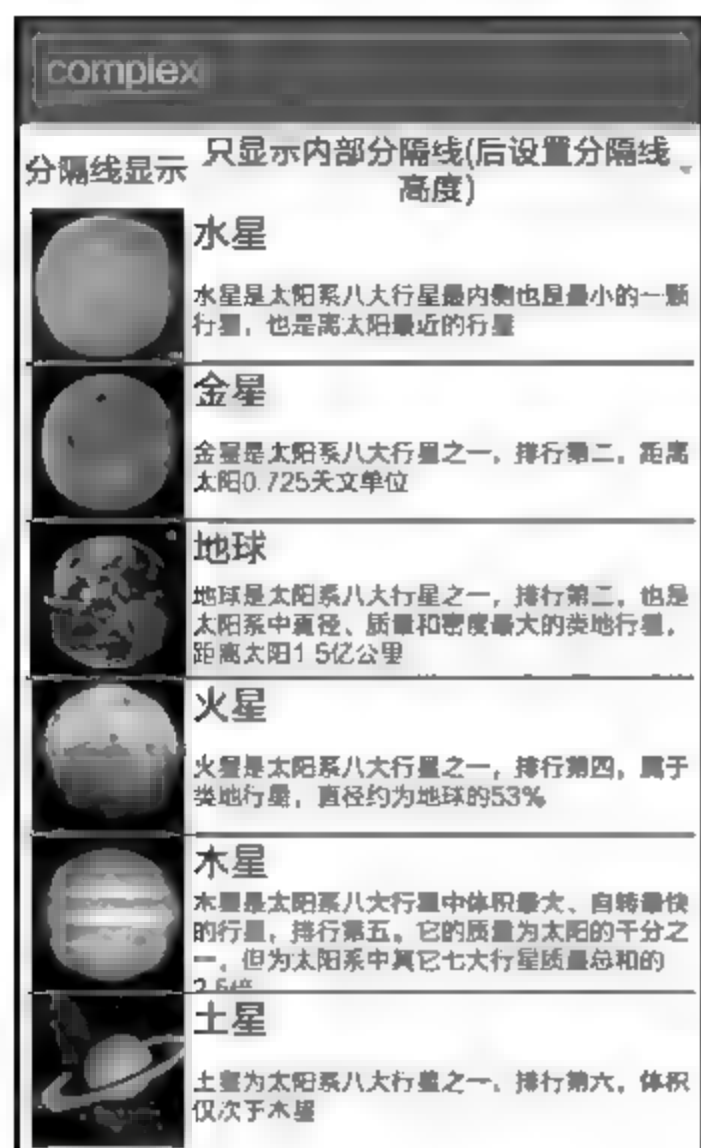 complex
分隔线显示
只显示内部分隔线(后设置分隔线
高度)
水星
水星是太阳系八大行星最内侧也是最小的一颗
行星，也是离太阳最近的行星
金星
金星是太阳系八大行星之一，排行第二，距离
太阳0.725天文单位
地球
地球是太阳系八大行星之一，排行第三，也是
太阳系中直径、质量和密度最大的类地行星，
距离太阳1.5亿公里
火星
火星是太阳系八大行星之一，排行第四，属于
类地行星，直径约为地球的53%
木星
木星是太阳系八大行星中体积最大、自转最快
的行星，排行第五。它的质量为太阳的千分之
一，但为太阳系中其它七大行星质量总和的
土星
土星为太阳系八大行星之一，排行第六，体积
仅次于木星